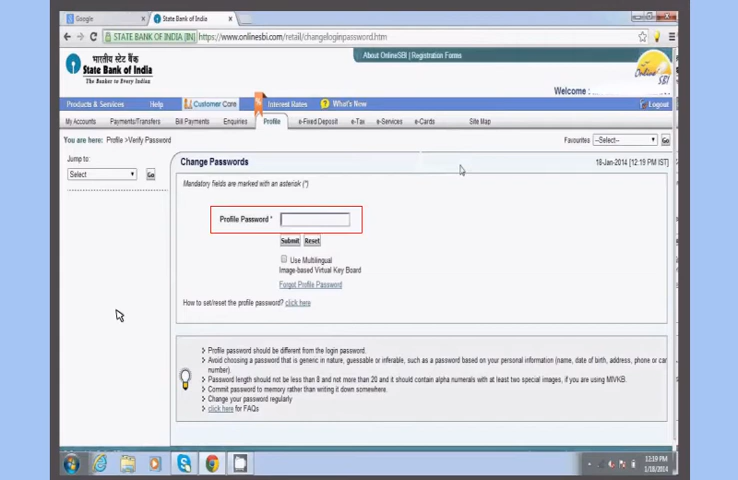 Google
State Bank of India
STATE BANK OF INDIA [IN] https://www.onlinesbi.com/retail/changeloginpassword.htm
भारतीय स्टेट बैंक
State Bank of India
The Banker to Every Indian
About OnlineSBI | Registration Forms
Online SBI
Welcome :
Products & Services Help Customer Care Interest Rates ? What's New Logout
My Accounts Payments/Transfers Bill Payments Enquiries Profile e-Fixed Deposit e-Tax e-Services e-Cards Site Map
You are here: Profile >Verify Password
Favourites --Select-- Go
Jump to:
Select Go
Change Passwords
18-Jan-2014 [12:19 PM IST]
Mandatory fields are marked with an asterisk (*)
Profile Password *
Submit Reset
Use Multilingual
Image-based Virtual Key Board
Forgot Profile Password
How to set/reset the profile password? click here
Profile password should be different from the login password.
Avoid choosing a password that is generic in nature, guessable or inferable, such as a password based on your personal information (name, date of birth, address, phone or car
number).
Password length should not be less than 8 and not more than 20 and it should contain alpha numerals with at least two special images, if you are using MIVKB.
Commit password to memory rather than writing it down somewhere.
Change your password regularly
click here for FAQs
12:19 PM
1/18/2014